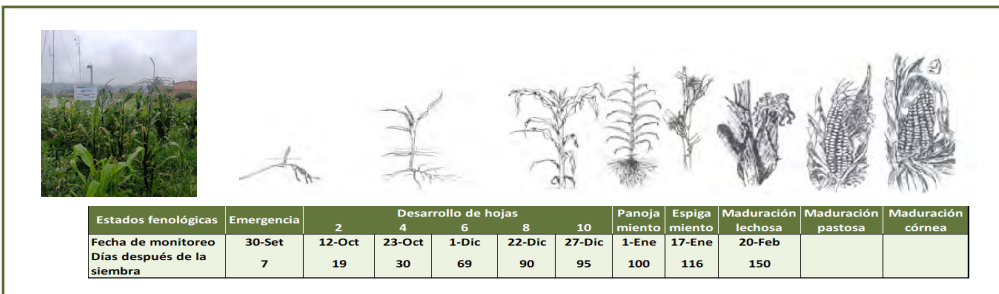 Estados fenológicas Emergencia Desarrollo de hojas Panoja miento Espiga miento Maduración lechosa Maduración pastosa Maduración córnea
2 4 6 8 10
Fecha de monitoreo 30-Set 12-Oct 23-Oct 1-Dic 22-Dic 27-Dic 1-Ene 17-Ene 20-Feb
Días después de la siembra 7 19 30 69 90 95 100 116 150